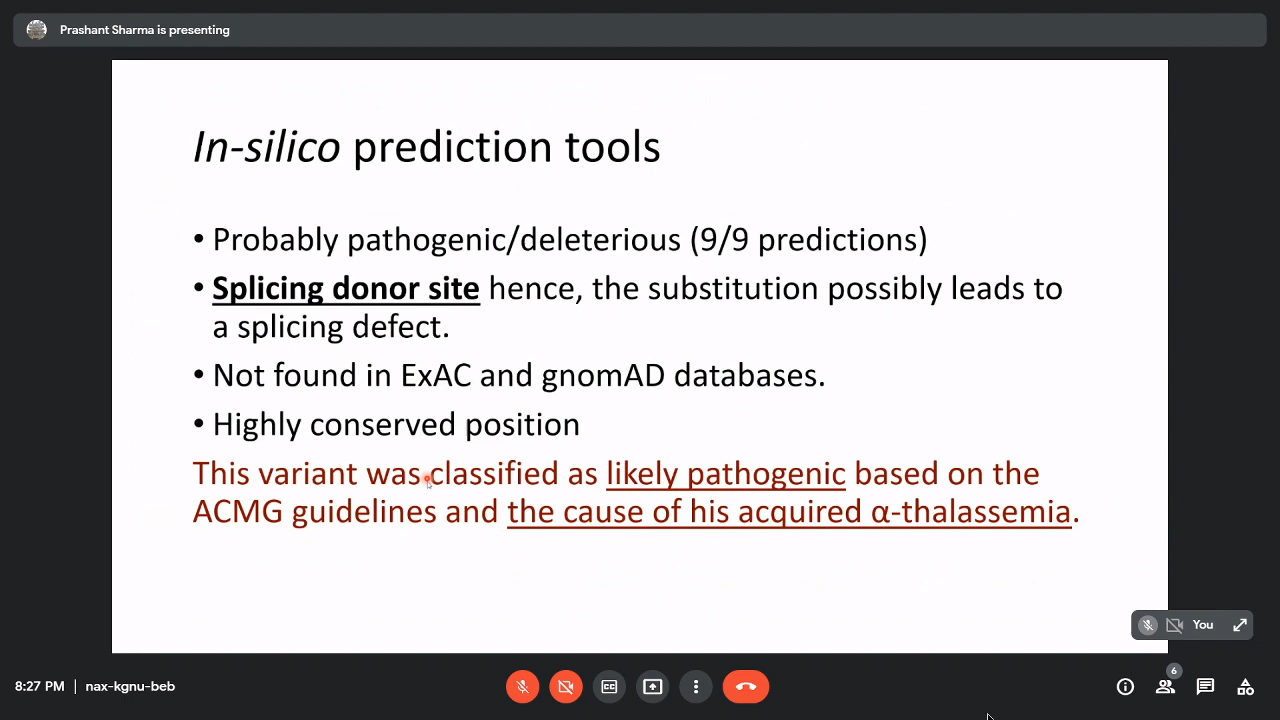 Prashant Sharma is presenting
In-silico prediction tools
• Probably pathogenic/deleterious (9/9 predictions)
• Splicing donor site hence, the substitution possibly leads to
a splicing defect.
• Not found in ExAC and gnomAD databases.
• Highly conserved position
This variant was classified as likely pathogenic based on the
ACMG guidelines and the cause of his acquired α-thalassemia.
You
8:27 PM | nax-kgnu-beb
CC
6